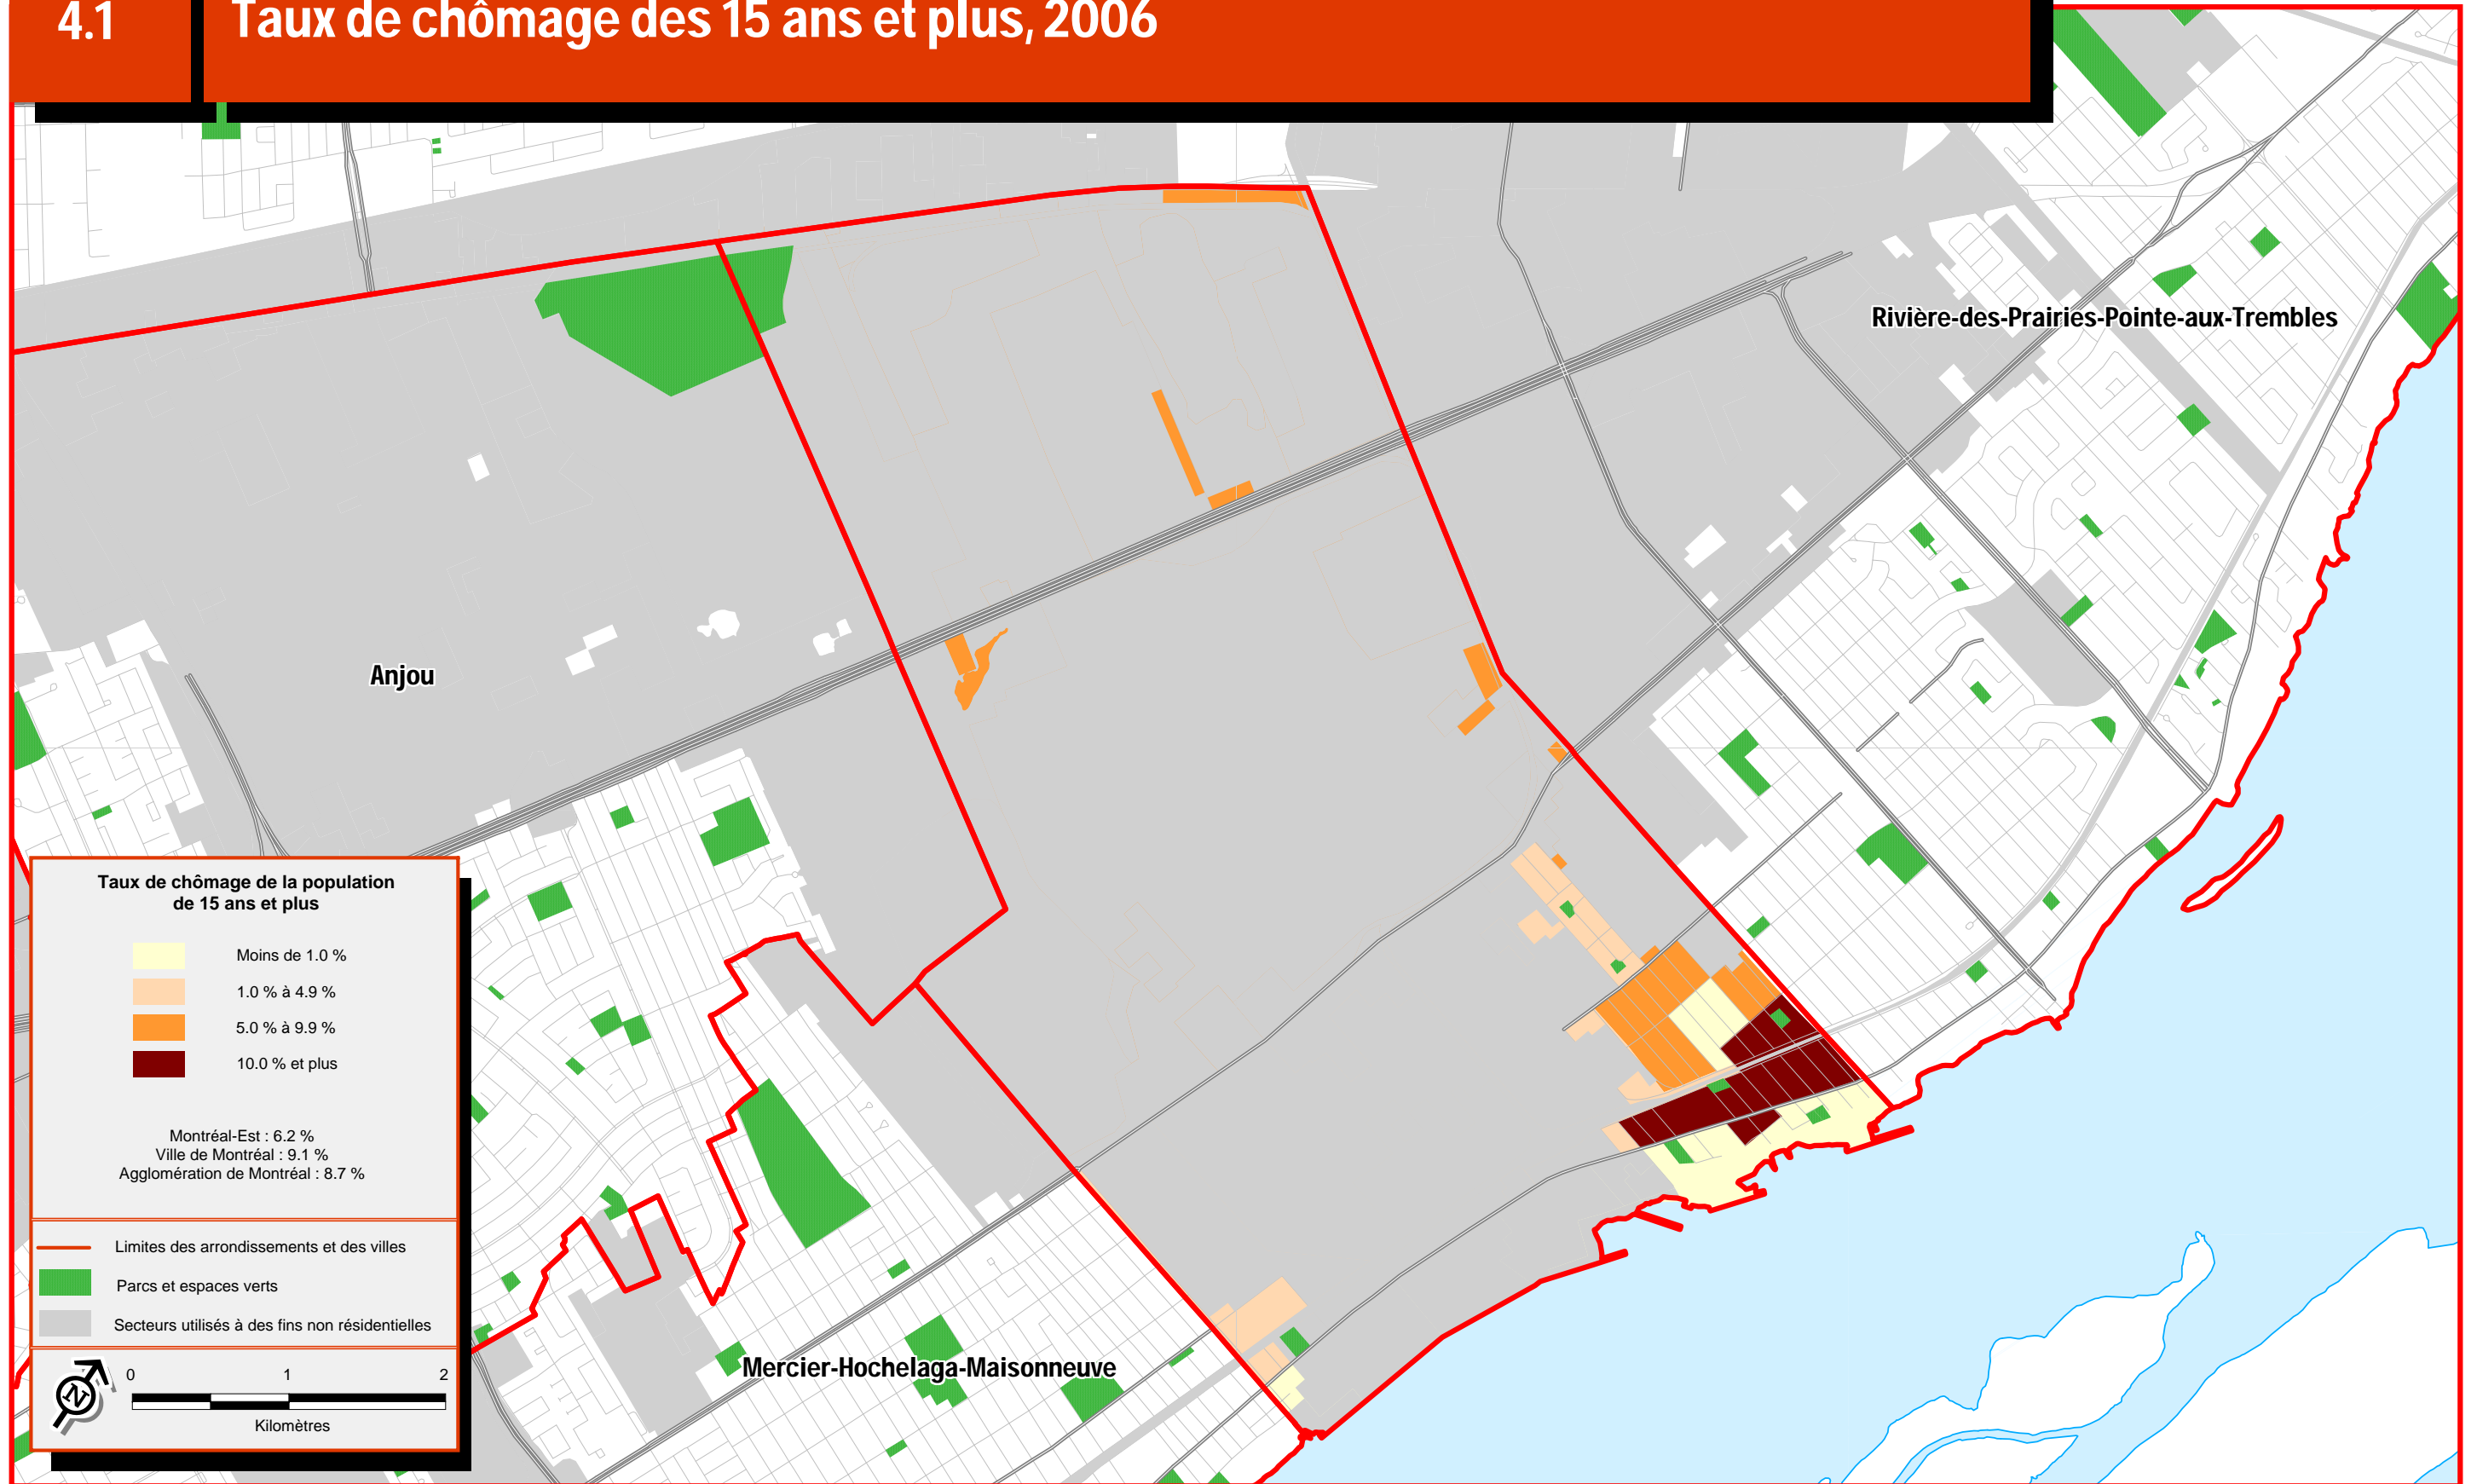 4.1
Taux de chômage des 15 ans et plus, 2006
Rivière-des-Prairies-Pointe-aux-Trembles
Anjou
Mercier-Hochelaga-Maisonneuve
Taux de chômage de la population
de 15 ans et plus
Moins de 1.0 %
1.0 % à 4.9 %
5.0 % à 9.9 %
10.0 % et plus
Montréal-Est : 6.2 %
Ville de Montréal : 9.1 %
Agglomération de Montréal : 8.7 %
Limites des arrondissements et des villes
Parcs et espaces verts
Secteurs utilisés à des fins non résidentielles
N
0 1 2
Kilomètres